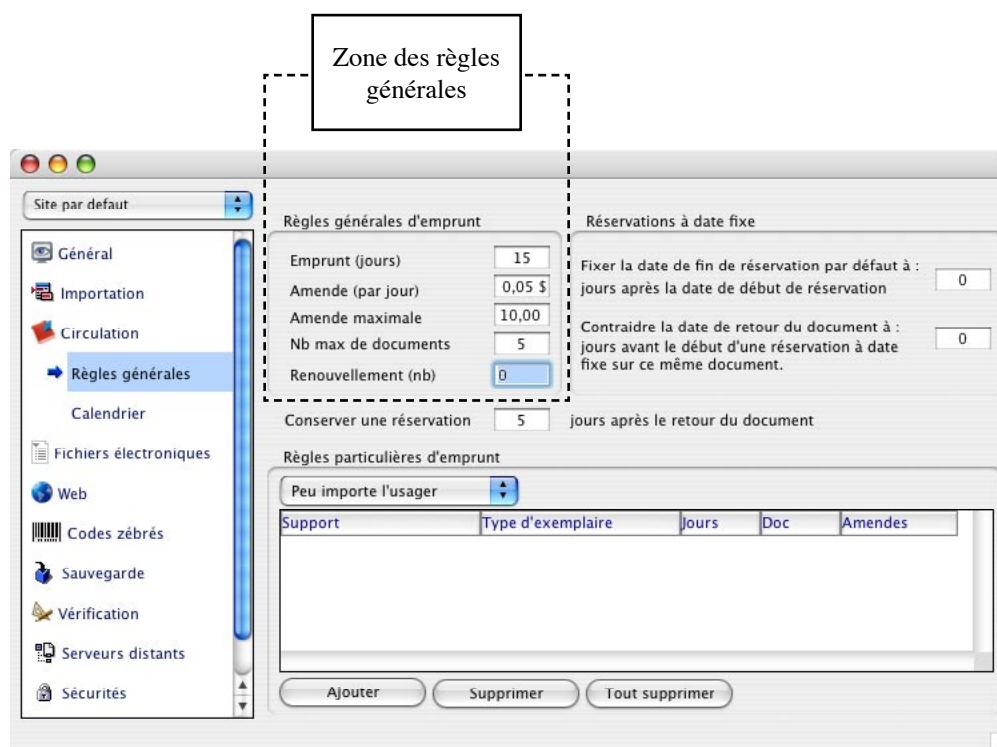 Zone des règles
générales
Site par defaut
Général
Importation
Circulation
Règles générales
Calendrier
Fichiers électroniques
Web
Codes zébrés
Sauvegarde
Vérification
Serveurs distants
Sécurités
Règles générales d'emprunt
Emprunt (jours) 15
Amende (par jour) 0,05 $
Amende maximale 10,00
Nb max de documents 5
Renouvellement (nb) 0
Réservations à date fixe
Fixer la date de fin de réservation par défaut à :
jours après la date de début de réservation 0
Contraidre la date de retour du document à :
jours avant le début d'une réservation à date 0
fixe sur ce même document.
Conserver une réservation 5 jours après le retour du document
Règles particulières d'emprunt
Peu importe l'usager
Support Type d'exemplaire Jours Doc Amendes
Ajouter Supprimer Tout supprimer